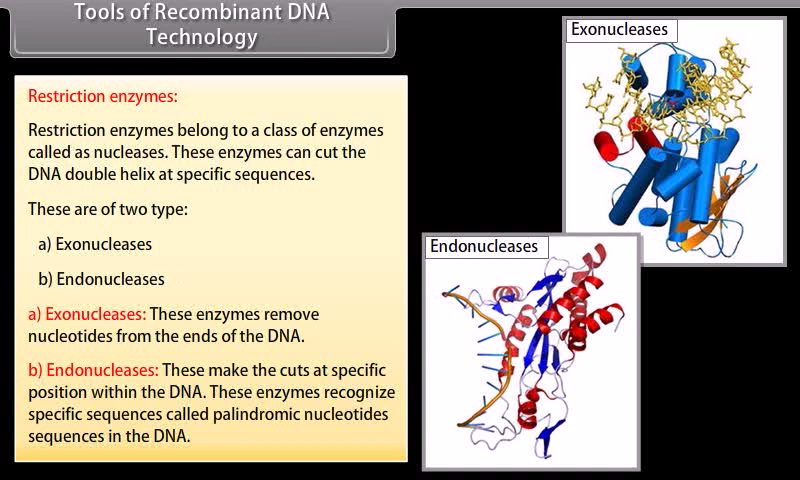 Tools of Recombinant DNA
Technology
Restriction enzymes:
Restriction enzymes belong to a class of enzymes
called as nucleases. These enzymes can cut the
DNA double helix at specific sequences.
These are of two type:
a) Exonucleases
b) Endonucleases
a) Exonucleases: These enzymes remove
nucleotides from the ends of the DNA.
b) Endonucleases: These make the cuts at specific
position within the DNA. These enzymes recognize
specific sequences called palindromic nucleotides
sequences in the DNA.
Exonucleases
Endonucleases